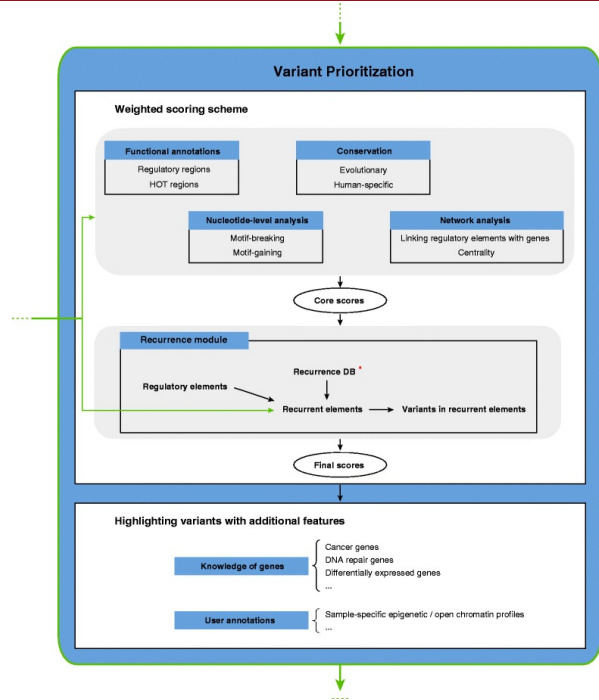 Variant Prioritization
Weighted scoring scheme
Functional annotations
Regulatory regions
HOT regions
Conservation
Evolutionary
Human-specific
Nucleotide-level analysis
Motif-breaking
Motif-gaining
Network analysis
Linking regulatory elements with genes
Centrality
Core scores
Recurrence module
Recurrence DB *
Regulatory elements
Recurrent elements
Variants in recurrent elements
Final scores
Highlighting variants with additional features
Knowledge of genes
Cancer genes
DNA repair genes
Differentially expressed genes
...
User annotations
Sample-specific epigenetic / open chromatin profiles
...